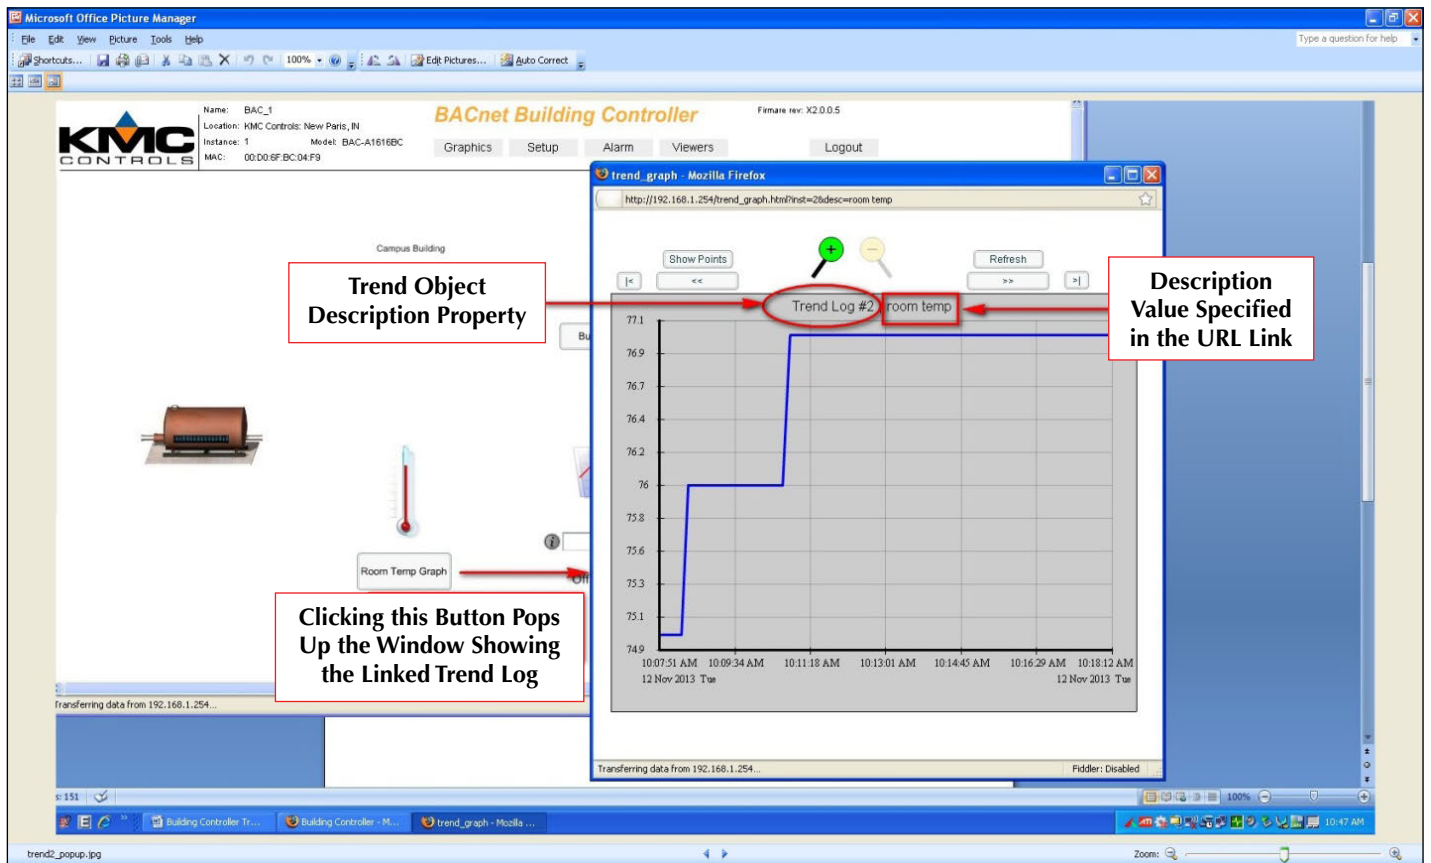 Microsoft Office Picture Manager
File Edit View Picture Tools Help
Type a question for help
Shortcuts... 100% Edit Pictures... Auto Correct
KMC
CONTROLS
Name: BAC_1
Location: KMC Controls: New Paris, IN
Instance: 1 Model: BAC-A1616BC
MAC: 00:D0:6F:BC:04:F9
BACnet Building Controller
Firmare rev: X2.0.0.5
Graphics Setup Alarm Viewers Logout
trend_graph - Mozilla Firefox
http://192.168.1.254/trend_graph.html?inst=2&desc=room temp
Campus Building
Show Points
Refresh
|< << >> >|
Trend Object
Description Property
Description
Value Specified
in the URL Link
Trend Log #2 room temp
77.1
76.9
76.7
76.4
76.2
76
75.8
75.6
75.3
75.1
74.9
10:07:51 AM 10:09:34 AM 10:11:18 AM 10:13:01 AM 10:14:45 AM 10:16:29 AM 10:18:12 AM
12 Nov 2013 Tue 12 Nov 2013 Tue
Bu
Room Temp Graph
Off
Clicking this Button Pops
Up the Window Showing
the Linked Trend Log
Transferring data from 192.168.1.254...
Transferring data from 192.168.1.254...
Fiddler: Disabled
s: 151
100%
Building Controller Tr...
Building Controller - M...
trend_graph - Mozilla ...
10:47 AM
trend2_popup.jpg
Zoom: